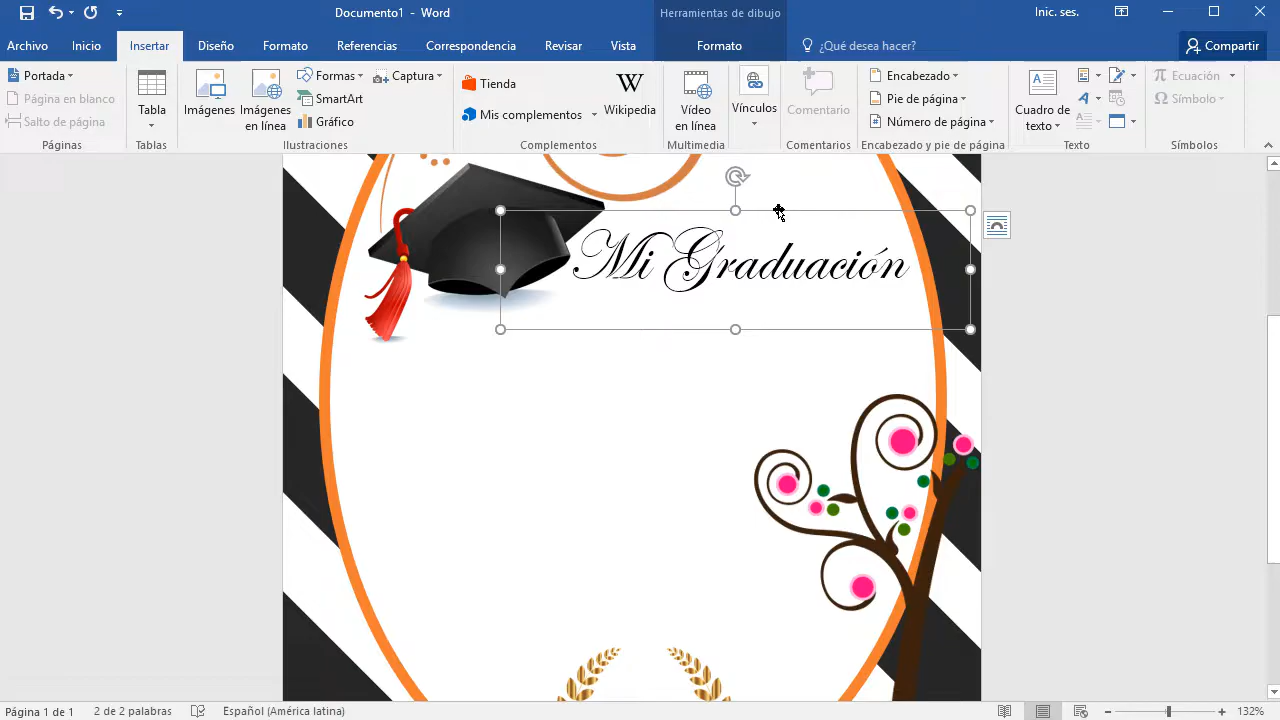 Documento1 - Word
Herramientas de dibujo
Inic. ses.
Archivo
Inicio
Insertar
Diseño
Formato
Referencias
Correspondencia
Revisar
Vista
Formato
¿Qué desea hacer?
Compartir
Portada
Página en blanco
Salto de página
Páginas
Tabla
Tablas
Imágenes
Imágenes
en línea
Formas
SmartArt
Gráfico
Captura
Ilustraciones
Tienda
Mis complementos
W
Wikipedia
Complementos
Vídeo
en línea
Multimedia
Vínculos
Comentario
Comentarios
Encabezado
Pie de página
Número de página
Encabezado y pie de página
Cuadro de
texto
Texto
Ecuación
Símbolo
Símbolos
Mi Graduación
Página 1 de 1
2 de 2 palabras
Español (América latina)
132%